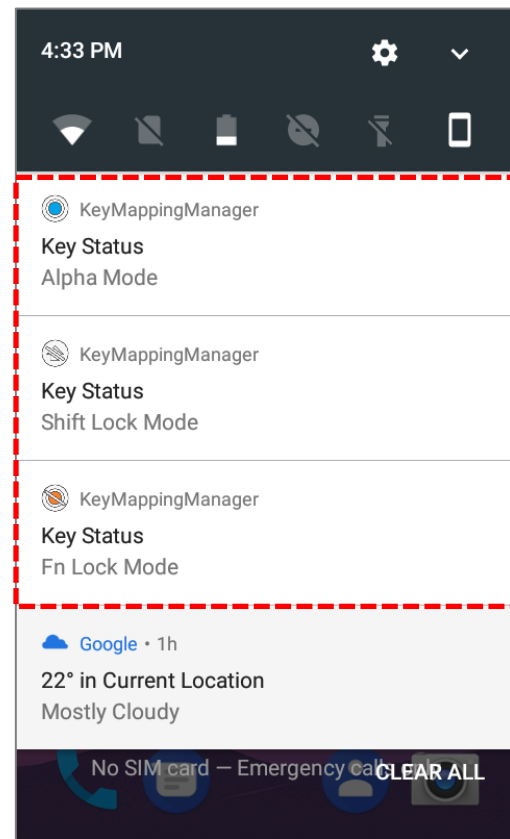 4:33 PM
KeyMappingManager
Key Status
Alpha Mode
KeyMappingManager
Key Status
Shift Lock Mode
KeyMappingManager
Key Status
Fn Lock Mode
Google • 1h
22° in Current Location
Mostly Cloudy
No SIM card — Emergency calls
CLEAR ALL